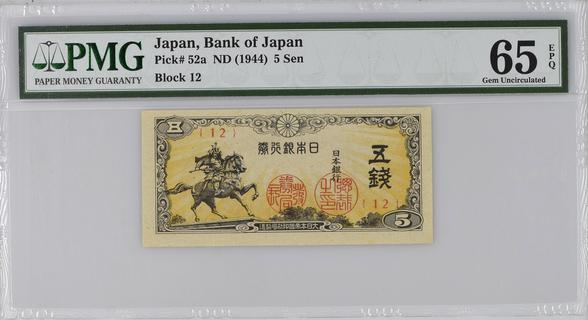 PMG
PAPER MONEY GUARANTY
Japan, Bank of Japan
Pick# 52a ND (1944) 5 Sen
Block 12
65 EPQ
Gem Uncirculated
五
{12}
券行銀本日
日本銀行
五錢
{12}
5